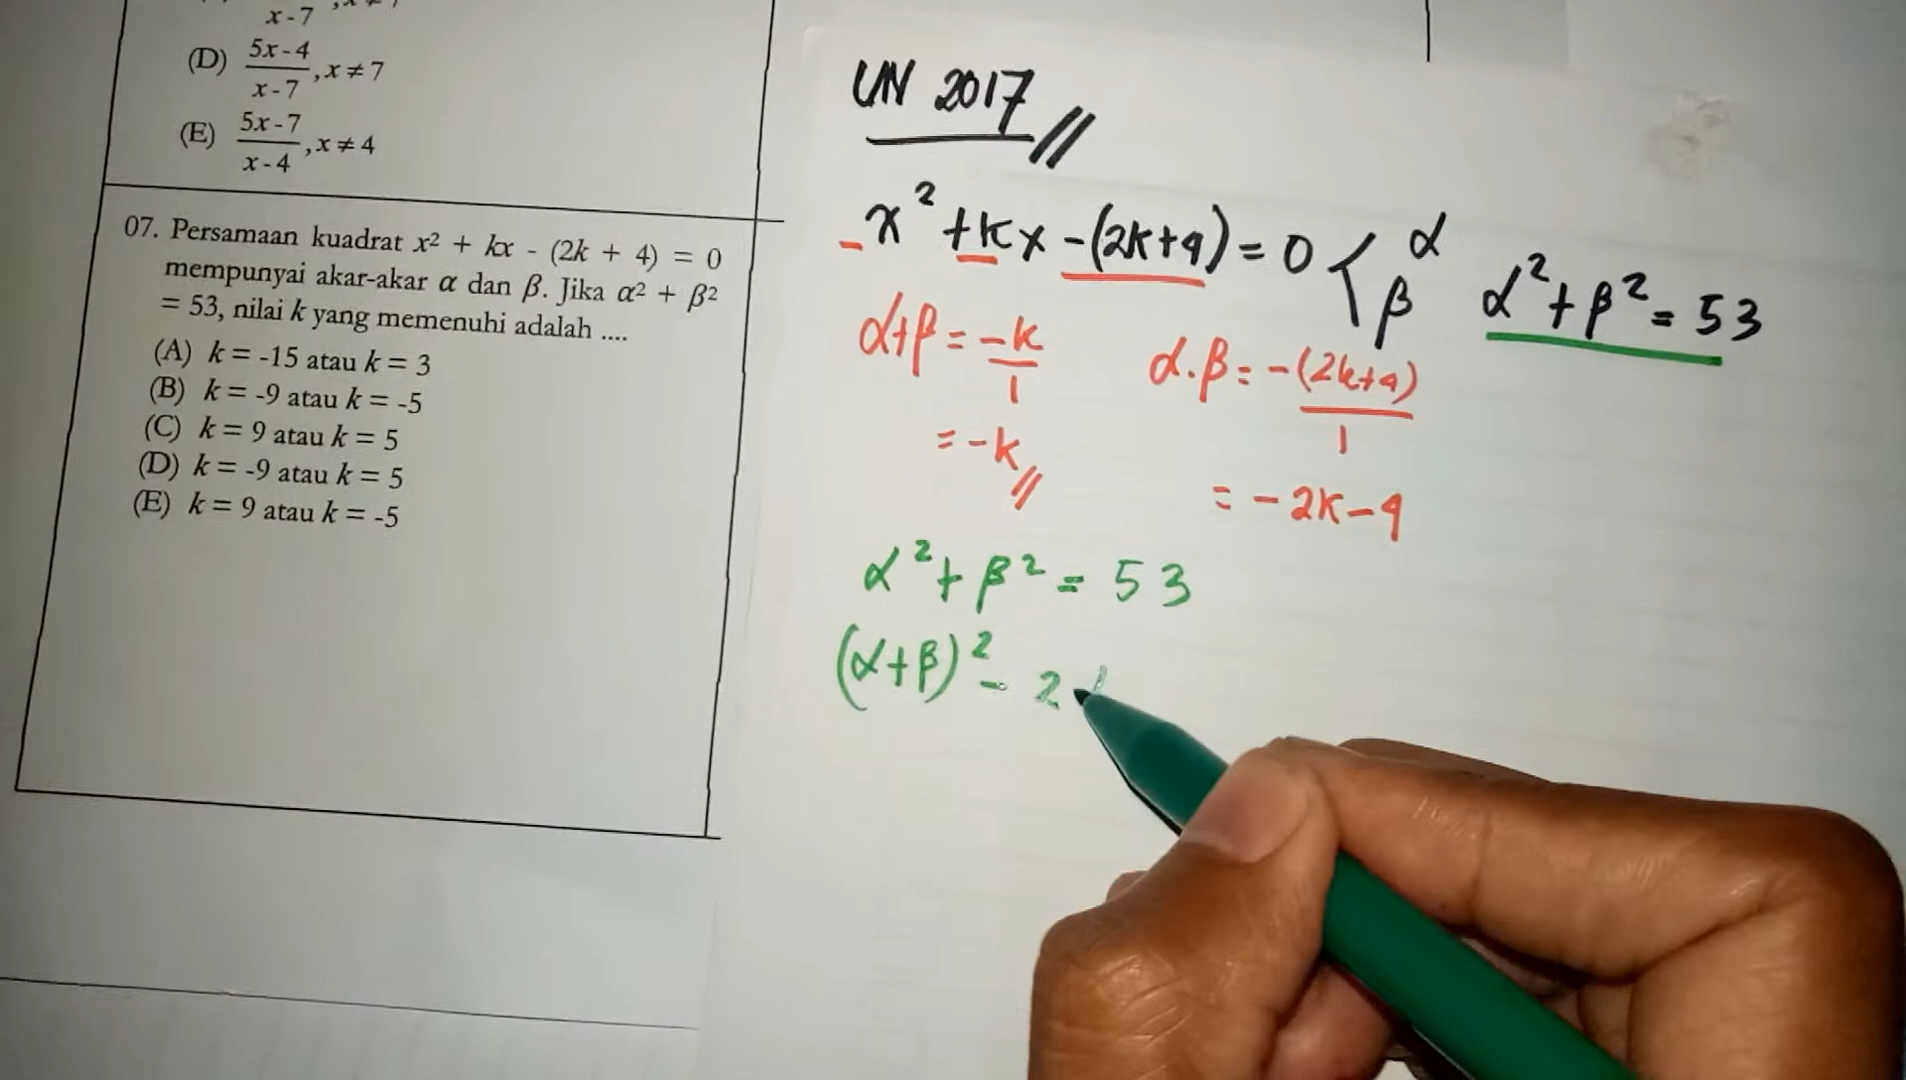 x - 7 , x ≠ 7
(D) 5x - 4 / x - 7 , x ≠ 7
(E) 5x - 7 / x - 4 , x ≠ 4
07. Persamaan kuadrat x² + kx - (2k + 4) = 0
mempunyai akar-akar α dan β. Jika α² + β²
= 53, nilai k yang memenuhi adalah ....
(A) k = -15 atau k = 3
(B) k = -9 atau k = -5
(C) k = 9 atau k = 5
(D) k = -9 atau k = 5
(E) k = 9 atau k = -5
UN 2017
x² + kx - (2k+4) = 0 < α β
α² + β² = 53
α+β = -k / 1
= -k
α.β = -(2k+4) / 1
= -2k-4
α² + β² = 53
(α+β)² - 2